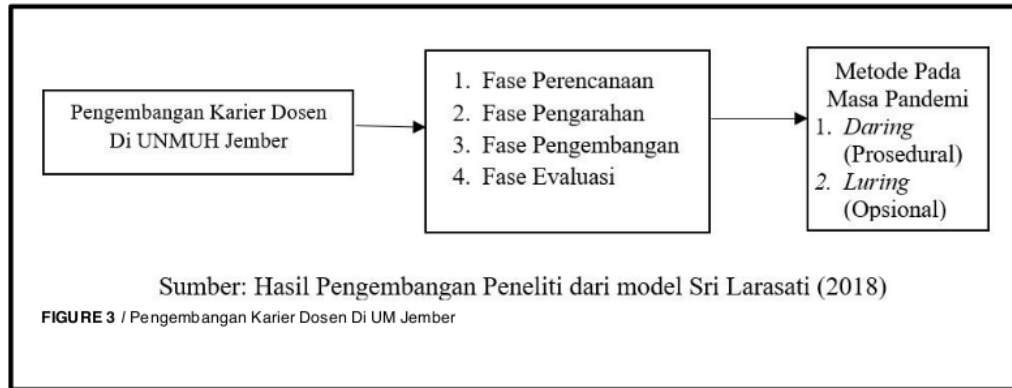 Pengembangan Karier Dosen
Di UNMUH Jember
1. Fase Perencanaan
2. Fase Pengarahan
3. Fase Pengembangan
4. Fase Evaluasi
Metode Pada
Masa Pandemi
1. Daring
(Prosedural)
2. Luring
(Opsional)
Sumber: Hasil Pengembangan Peneliti dari model Sri Larasati (2018)
FIGURE 3 / Pengembangan Karier Dosen Di UM Jember